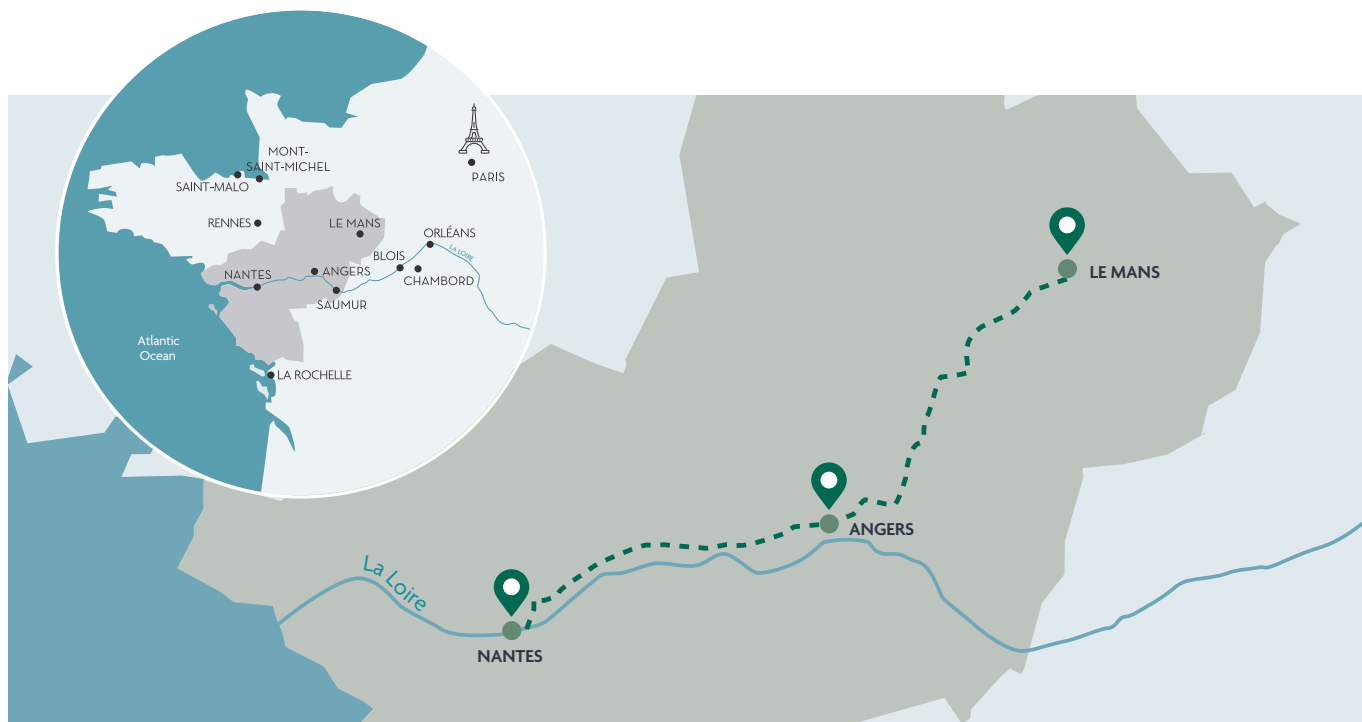 MONT-
SAINT-MICHEL
SAINT-MALO
PARIS
RENNES
LE MANS
ORLÉANS
LA LOIRE
BLOIS
NANTES
ANGERS
CHAMBORD
SAUMUR
Atlantic
Ocean
LA ROCHELLE
LE MANS
ANGERS
La Loire
NANTES